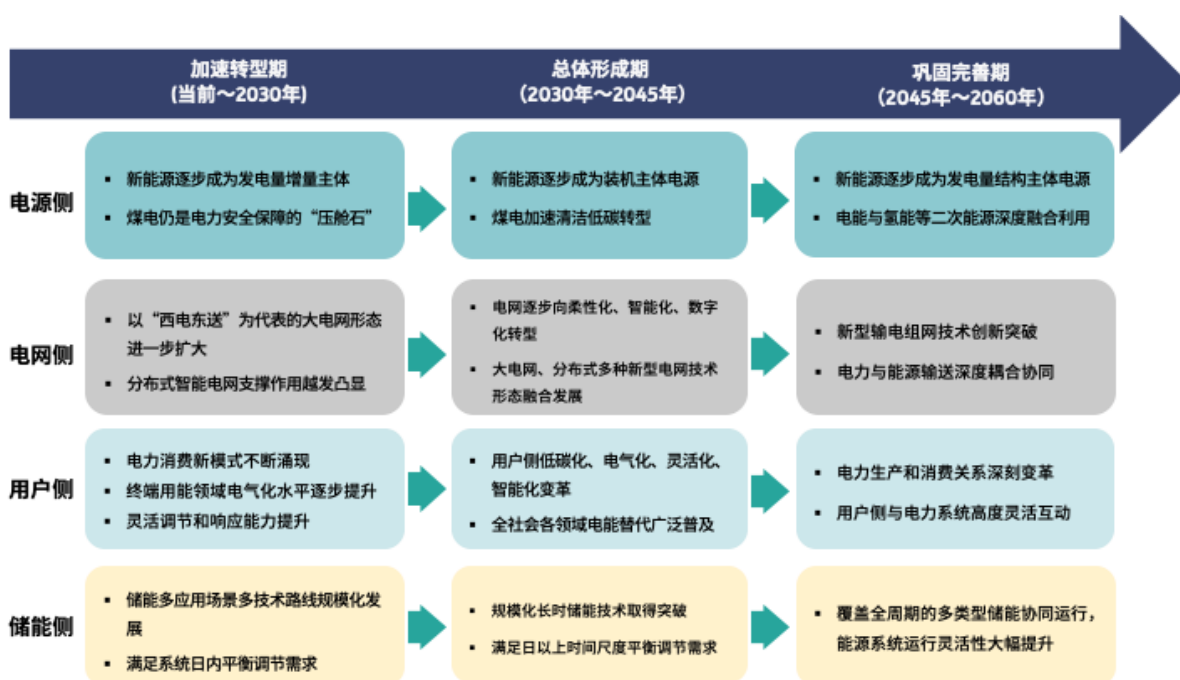 加速转型期
(当前～2030年)
总体形成期
（2030年～2045年）
巩固完善期
（2045年～2060年）
电源侧
▪ 新能源逐步成为发电量增量主体
▪ 煤电仍是电力安全保障的“压舱石”
▪ 新能源逐步成为装机主体电源
▪ 煤电加速清洁低碳转型
▪ 新能源逐步成为发电量结构主体电源
▪ 电能与氢能等二次能源深度融合利用
电网侧
▪ 以“西电东送”为代表的大电网形态
进一步扩大
▪ 分布式智能电网支撑作用越发凸显
▪ 电网逐步向柔性化、智能化、数字
化转型
▪ 大电网、分布式多种新型电网技术
形态融合发展
▪ 新型输电组网技术创新突破
▪ 电力与能源输送深度耦合协同
用户侧
▪ 电力消费新模式不断涌现
▪ 终端用能领域电气化水平逐步提升
▪ 灵活调节和响应能力提升
▪ 用户侧低碳化、电气化、灵活化、
智能化变革
▪ 全社会各领域电能替代广泛普及
▪ 电力生产和消费关系深刻变革
▪ 用户侧与电力系统高度灵活互动
储能侧
▪ 储能多应用场景多技术路线规模化发
展
▪ 满足系统日内平衡调节需求
▪ 规模化长时储能技术取得突破
▪ 满足日以上时间尺度平衡调节需求
▪ 覆盖全周期的多类型储能协同运行，
能源系统运行灵活性大幅提升